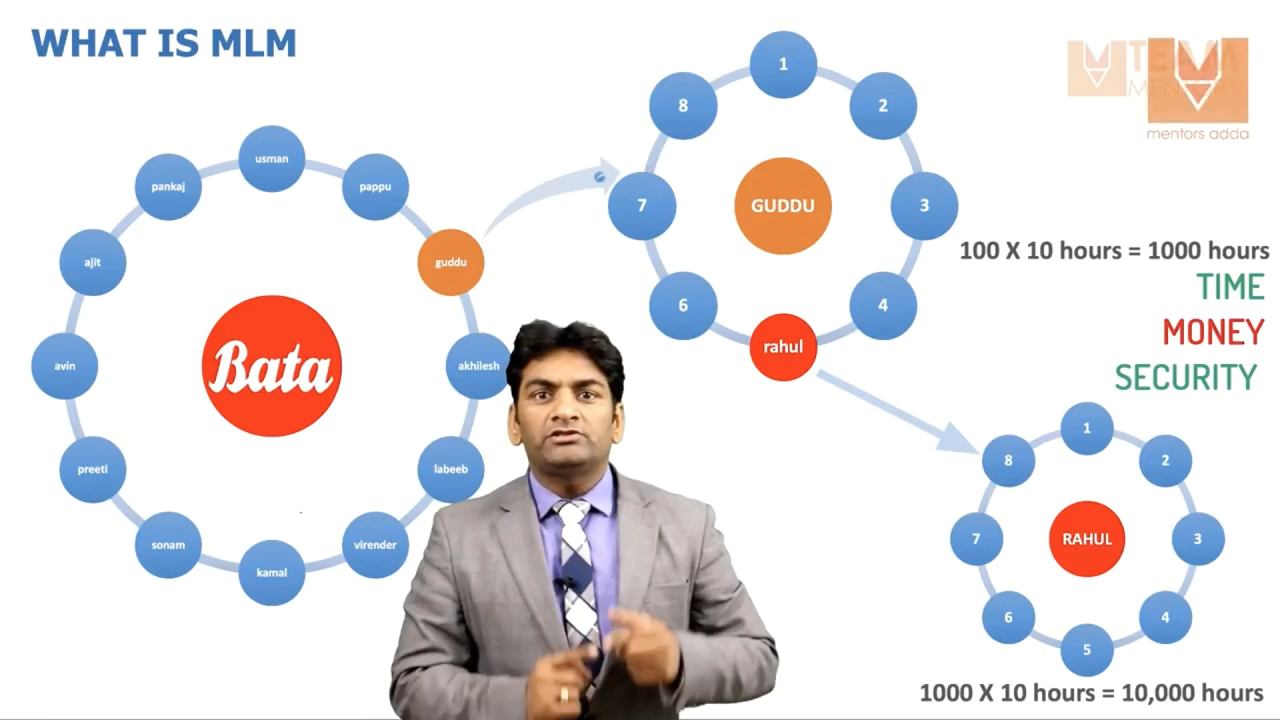 WHAT IS MLM
usman
pankaj
pappu
ajit
guddu
avin
Bata
akhilesh
preeti
labeeb
sonam
virender
kamal
1
8
2
7
GUDDU
3
6
4
rahul
mentors adda
100 X 10 hours = 1000 hours
TIME
MONEY
SECURITY
1
8
2
7
RAHUL
3
6
4
5
1000 X 10 hours = 10,000 hours